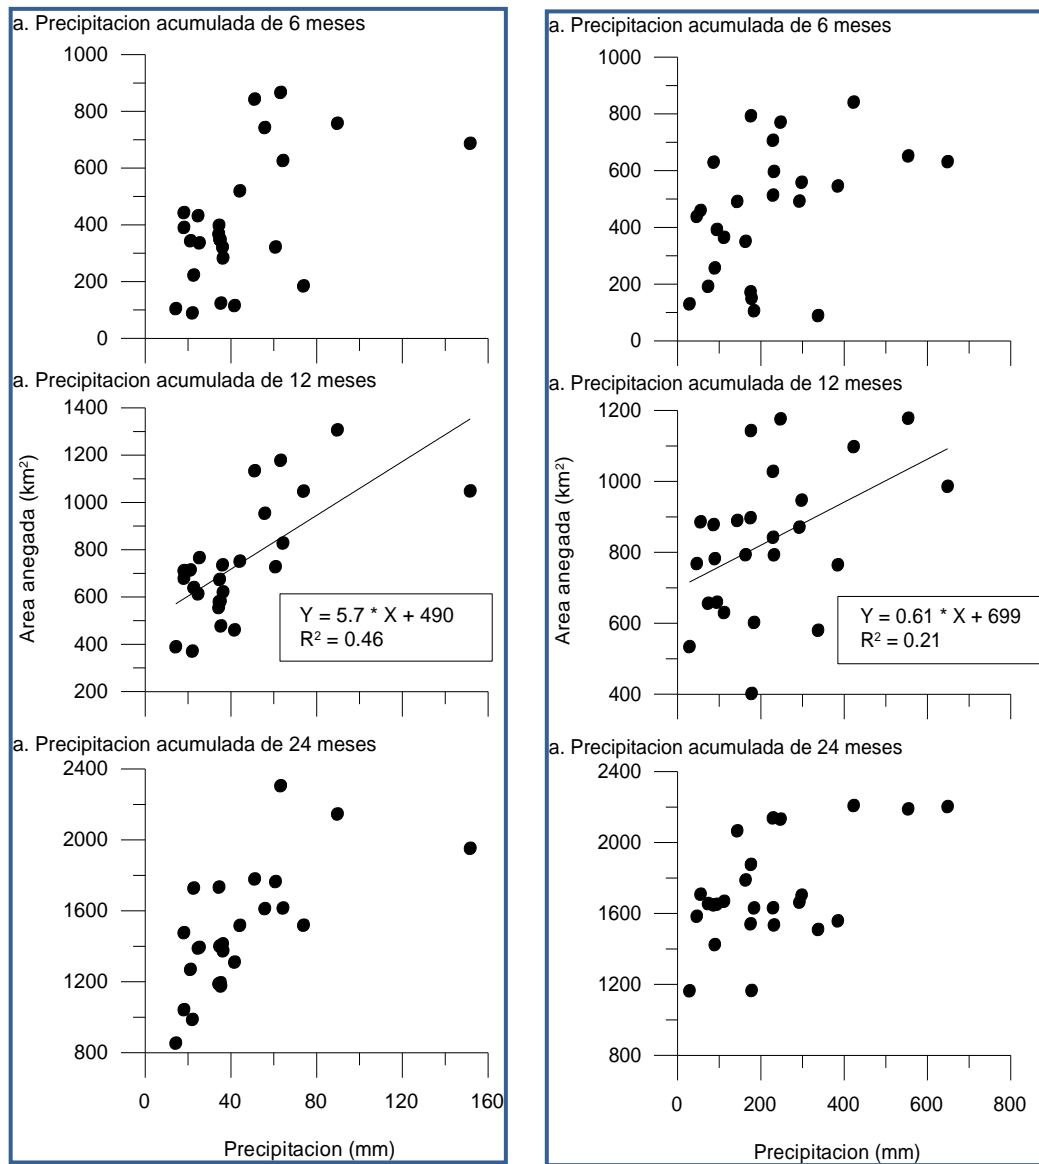 a. Precipitacion acumulada de 6 meses
1000
800
600
400
200
0
a. Precipitacion acumulada de 12 meses
1400
1200
1000
800
600
400
200
Area anegada (km²)
Y = 5.7 * X + 490
R² = 0.46
a. Precipitacion acumulada de 24 meses
2400
2000
1600
1200
800
0 40 80 120 160
Precipitacion (mm)
a. Precipitacion acumulada de 6 meses
1000
800
600
400
200
0
a. Precipitacion acumulada de 12 meses
1200
1000
800
600
400
Area anegada (km²)
Y = 0.61 * X + 699
R² = 0.21
a. Precipitacion acumulada de 24 meses
2400
2000
1600
1200
800
0 200 400 600 800
Precipitacion (mm)